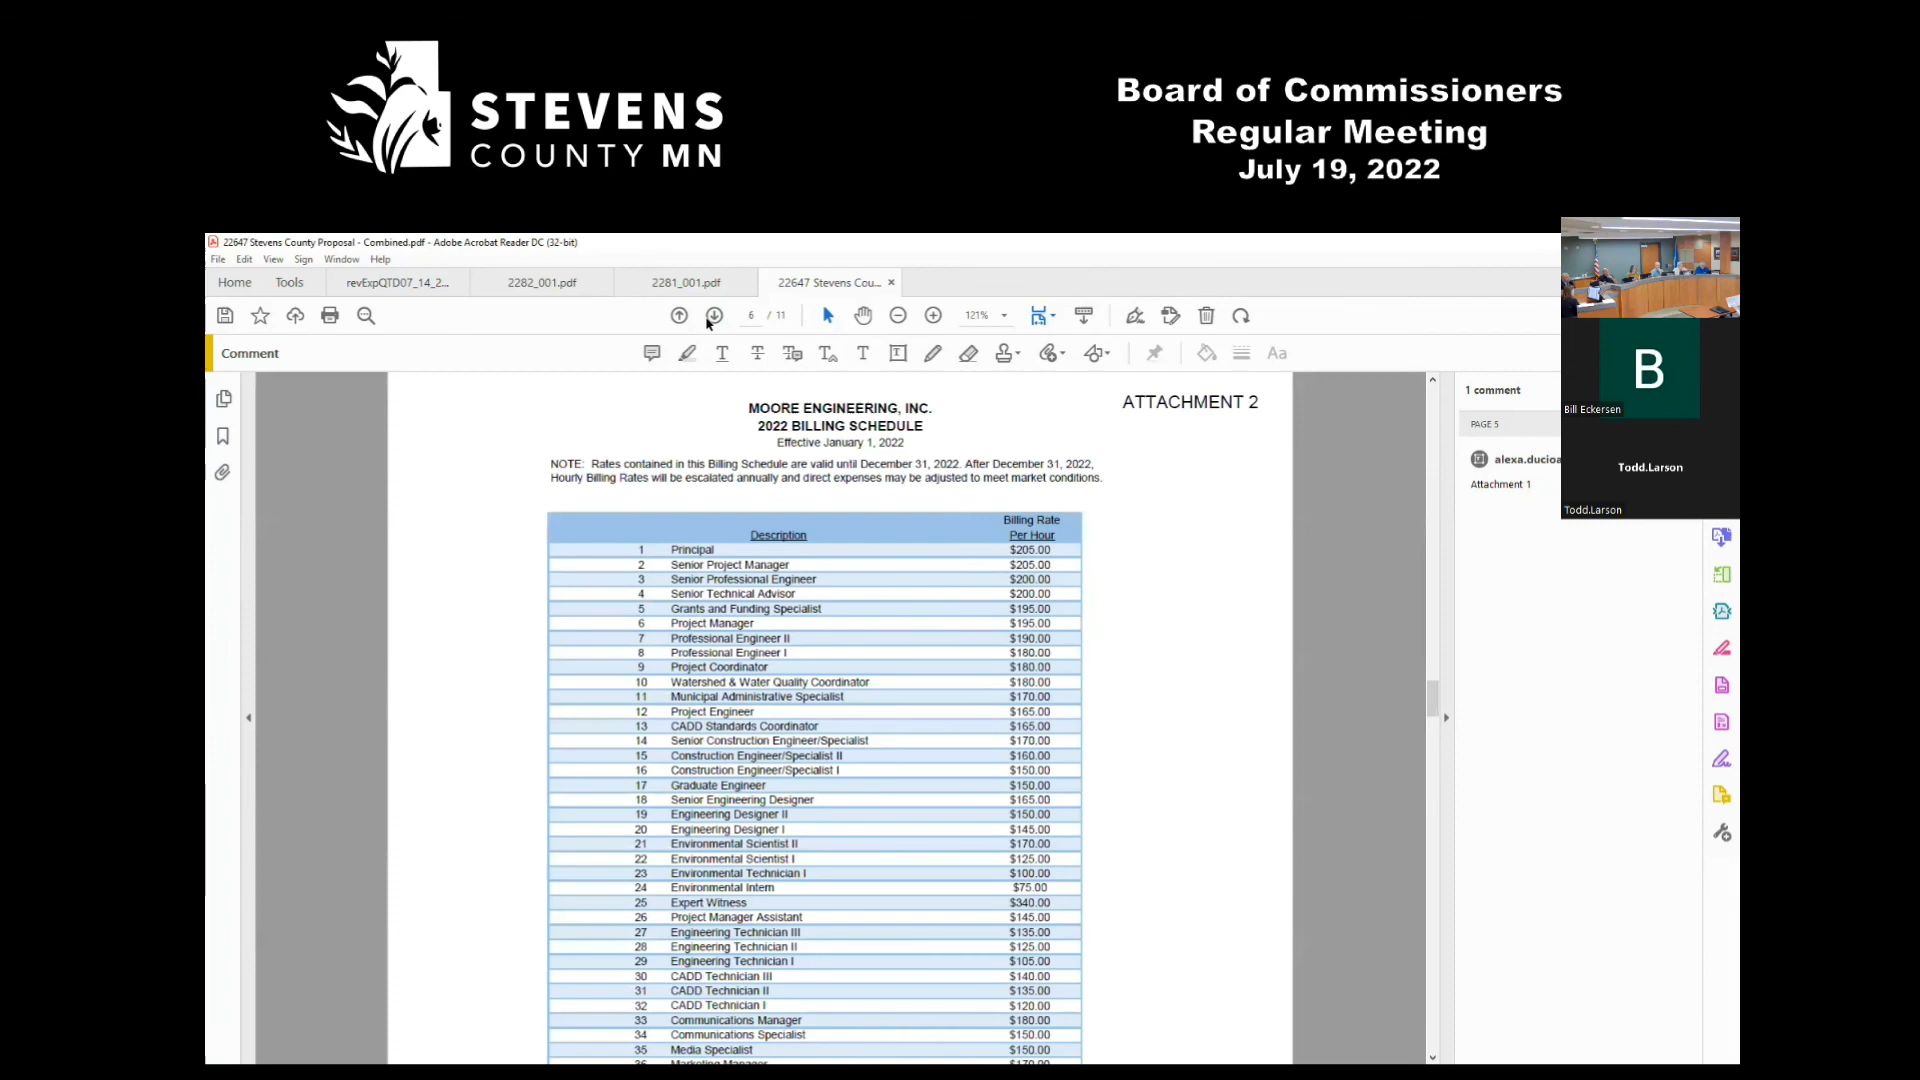 STEVENS
COUNTY MN
Board of Commissioners
Regular Meeting
July 19, 2022
22647 Stevens County Proposal - Combined.pdf - Adobe Acrobat Reader DC (32-bit)
File Edit View Sign Window Help
Home Tools revExpQTD07_14_2... 2282_001.pdf 2281_001.pdf 22647 Stevens Cou... ×
6 / 11 121%
Comment
Aa
ATTACHMENT 2
MOORE ENGINEERING, INC.
2022 BILLING SCHEDULE
Effective January 1, 2022
NOTE: Rates contained in this Billing Schedule are valid until December 31, 2022. After December 31, 2022,
Hourly Billing Rates will be escalated annually and direct expenses may be adjusted to meet market conditions.
Billing Rate
Description Per Hour
1 Principal $205.00
2 Senior Project Manager $205.00
3 Senior Professional Engineer $200.00
4 Senior Technical Advisor $200.00
5 Grants and Funding Specialist $195.00
6 Project Manager $195.00
7 Professional Engineer II $190.00
8 Professional Engineer I $180.00
9 Project Coordinator $180.00
10 Watershed & Water Quality Coordinator $180.00
11 Municipal Administrative Specialist $170.00
12 Project Engineer $165.00
13 CADD Standards Coordinator $165.00
14 Senior Construction Engineer/Specialist $170.00
15 Construction Engineer/Specialist II $160.00
16 Construction Engineer/Specialist I $150.00
17 Graduate Engineer $150.00
18 Senior Engineering Designer $165.00
19 Engineering Designer II $150.00
20 Engineering Designer I $145.00
21 Environmental Scientist II $170.00
22 Environmental Scientist I $125.00
23 Environmental Technician I $100.00
24 Environmental Intern $75.00
25 Expert Witness $340.00
26 Project Manager Assistant $145.00
27 Engineering Technician III $135.00
28 Engineering Technician II $125.00
29 Engineering Technician I $105.00
30 CADD Technician III $140.00
31 CADD Technician II $135.00
32 CADD Technician I $120.00
33 Communications Manager $180.00
34 Communications Specialist $150.00
35 Media Specialist $150.00
36 Marketing Manager $170.00
1 comment
PAGE 5
alexa.ducioa
Attachment 1
B
Bill Eckersen
Todd.Larson
Todd.Larson